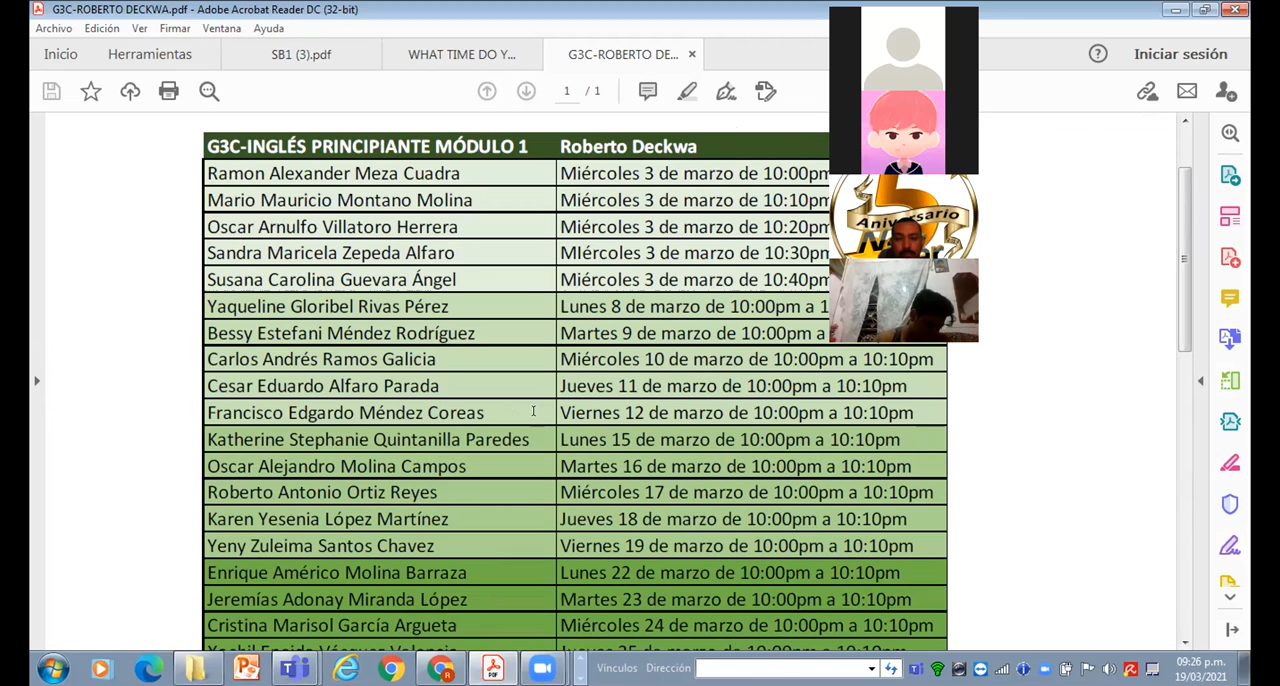 G3C-ROBERTO DECKWA.pdf - Adobe Acrobat Reader DC (32-bit)
Archivo Edición Ver Firmar Ventana Ayuda
Inicio Herramientas SB1 (3).pdf WHAT TIME DO Y... G3C-ROBERTO DE... × Iniciar sesión
1 / 1
G3C-INGLÉS PRINCIPIANTE MÓDULO 1 Roberto Deckwa
Ramon Alexander Meza Cuadra Miércoles 3 de marzo de 10:00pm
Mario Mauricio Montano Molina Miércoles 3 de marzo de 10:10pm
Oscar Arnulfo Villatoro Herrera Miércoles 3 de marzo de 10:20pm
Sandra Maricela Zepeda Alfaro MIércoles 3 de marzo de 10:30pm
Susana Carolina Guevara Ángel Miércoles 3 de marzo de 10:40pm
Yaqueline Gloribel Rivas Pérez Lunes 8 de marzo de 10:00pm a 1
Bessy Estefani Méndez Rodríguez Martes 9 de marzo de 10:00pm a
Carlos Andrés Ramos Galicia Miércoles 10 de marzo de 10:00pm a 10:10pm
Cesar Eduardo Alfaro Parada Jueves 11 de marzo de 10:00pm a 10:10pm
Francisco Edgardo Méndez Coreas Viernes 12 de marzo de 10:00pm a 10:10pm
Katherine Stephanie Quintanilla Paredes Lunes 15 de marzo de 10:00pm a 10:10pm
Oscar Alejandro Molina Campos Martes 16 de marzo de 10:00pm a 10:10pm
Roberto Antonio Ortiz Reyes Miércoles 17 de marzo de 10:00pm a 10:10pm
Karen Yesenia López Martínez Jueves 18 de marzo de 10:00pm a 10:10pm
Yeny Zuleima Santos Chavez Viernes 19 de marzo de 10:00pm a 10:10pm
Enrique Américo Molina Barraza Lunes 22 de marzo de 10:00pm a 10:10pm
Jeremías Adonay Miranda López Martes 23 de marzo de 10:00pm a 10:10pm
Cristina Marisol García Argueta Miércoles 24 de marzo de 10:00pm a 10:10pm
5
Aniversario
Vínculos Dirección
09:26 p.m.
19/03/2021